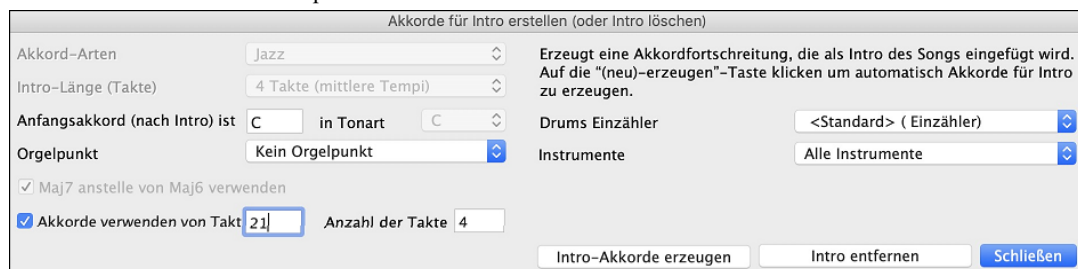 Akkorde für Intro erstellen (oder Intro löschen)
Akkord-Arten Jazz
Intro-Länge (Takte) 4 Takte (mittlere Tempi)
Anfangsakkord (nach Intro) ist C in Tonart C
Orgelpunkt Kein Orgelpunkt
Maj7 anstelle von Maj6 verwenden
Akkorde verwenden von Takt 21 Anzahl der Takte 4
Erzeugt eine Akkordfortschreitung, die als Intro des Songs eingefügt wird.
Auf die "(neu)-erzeugen"-Taste klicken um automatisch Akkorde für Intro
zu erzeugen.
Drums Einzähler <Standard> ( Einzähler)
Instrumente Alle Instrumente
Intro-Akkorde erzeugen Intro entfernen Schließen